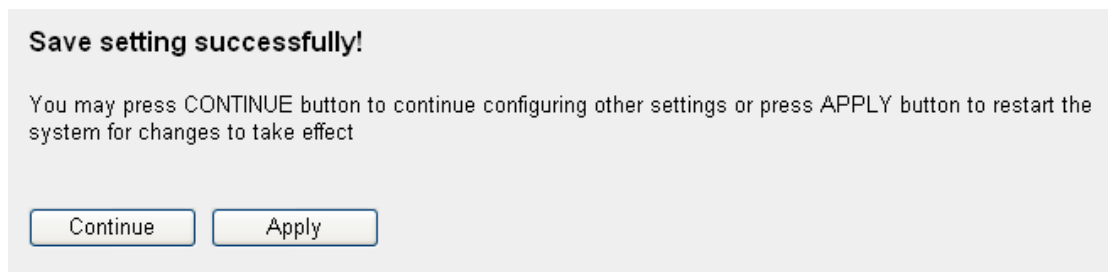 Save setting successfully!
You may press CONTINUE button to continue configuring other settings or press APPLY button to restart the
system for changes to take effect
Continue
Apply